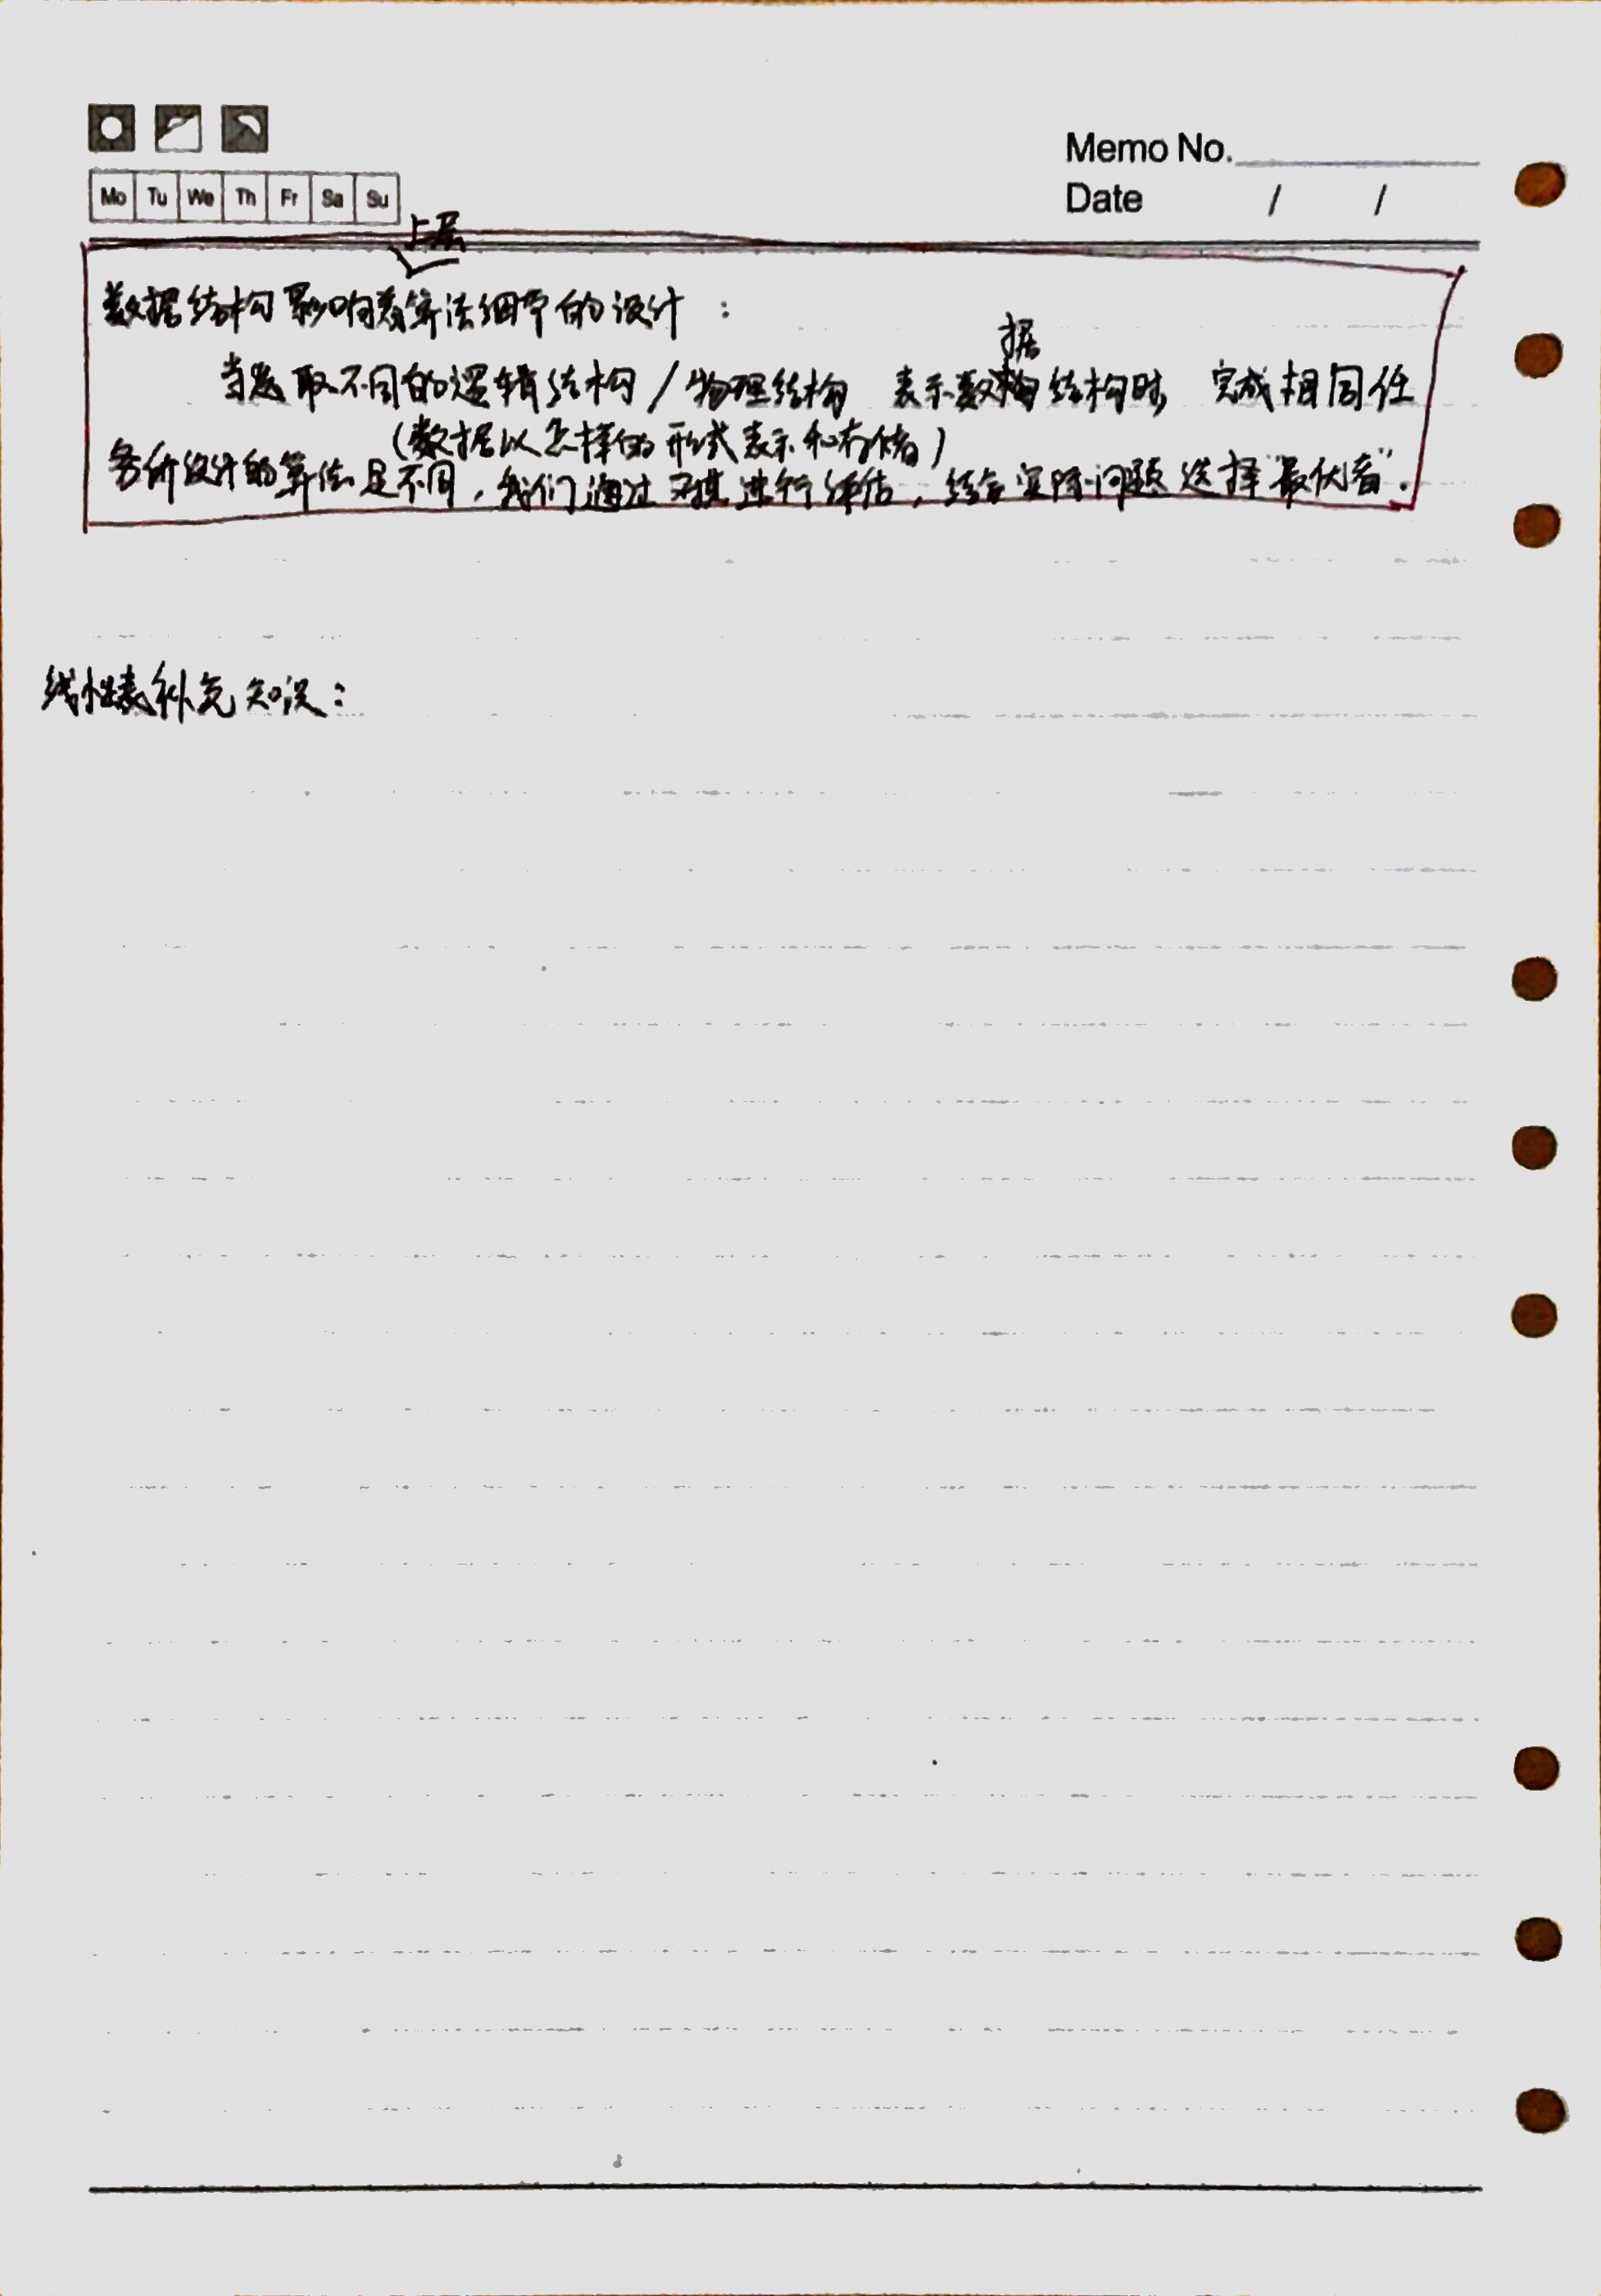 Memo No.
Mo Tu We Th Fr Sa Su
Date / /
上层
数据结构影响着算法细节的设计：
据
当选取不同的逻辑结构/物理结构 表示数结构时，完成相同任
（数据以怎样的形式表示和存储）
务所设计的算法是不同，我们通过对其进行评估，结合实际问题选择“最优者”.
线性表补充知识：